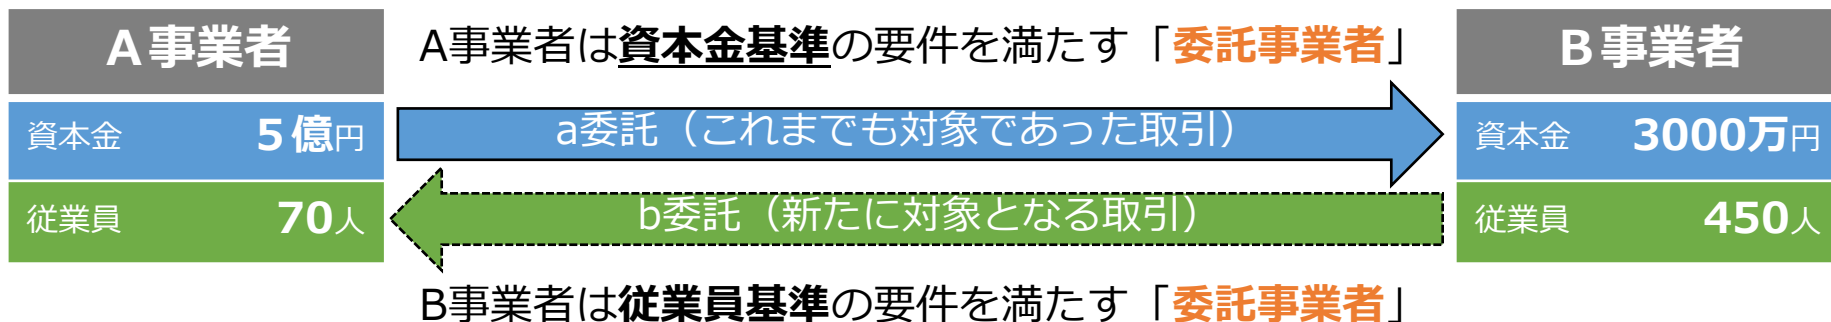 A事業者
A事業者は資本金基準の要件を満たす「委託事業者」
B事業者
資本金 5億円
a委託（これまでも対象であった取引）
資本金 3000万円
従業員 70人
b委託（新たに対象となる取引）
従業員 450人
B事業者は従業員基準の要件を満たす「委託事業者」